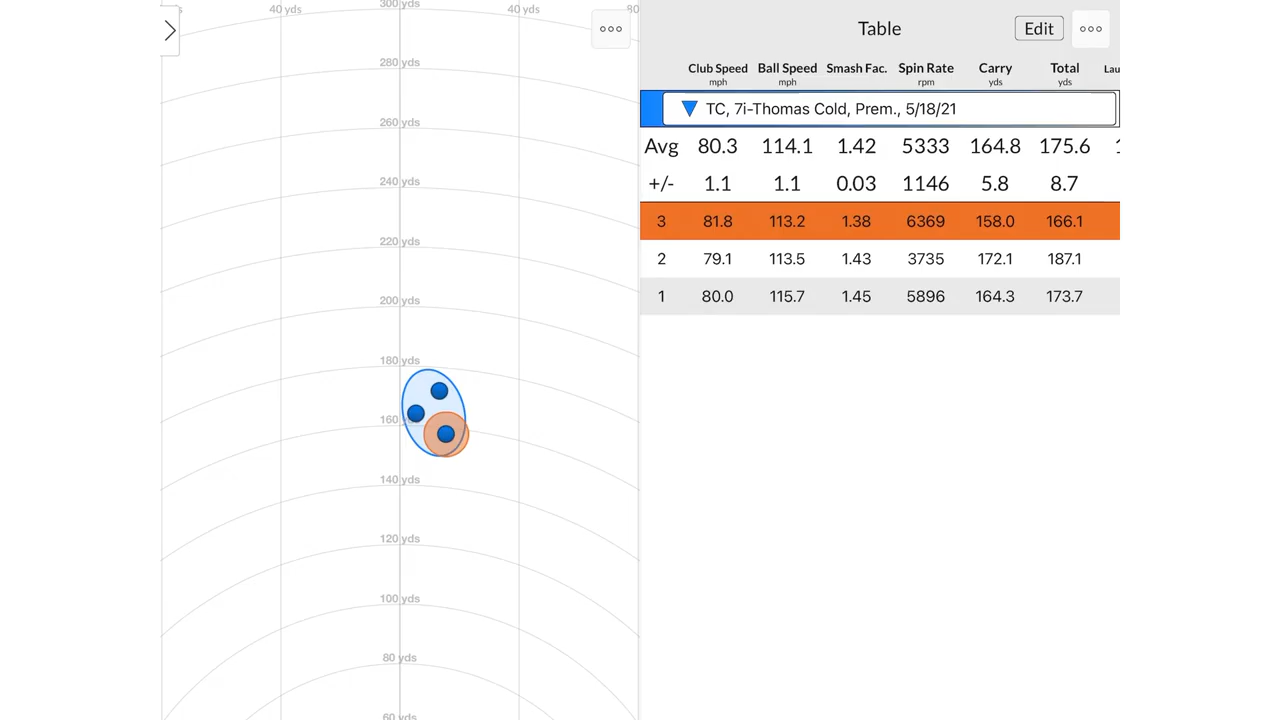 40 yds 300 yds 40 yds 80
280 yds
260 yds
240 yds
220 yds
200 yds
180 yds
160
140 yds
120 yds
100 yds
80 yds
60 yds
Table Edit
Club Speed Ball Speed Smash Fac. Spin Rate Carry Total Lau
mph mph rpm yds yds
TC, 7i-Thomas Cold, Prem., 5/18/21
Avg 80.3 114.1 1.42 5333 164.8 175.6
+/- 1.1 1.1 0.03 1146 5.8 8.7
3 81.8 113.2 1.38 6369 158.0 166.1
2 79.1 113.5 1.43 3735 172.1 187.1
1 80.0 115.7 1.45 5896 164.3 173.7